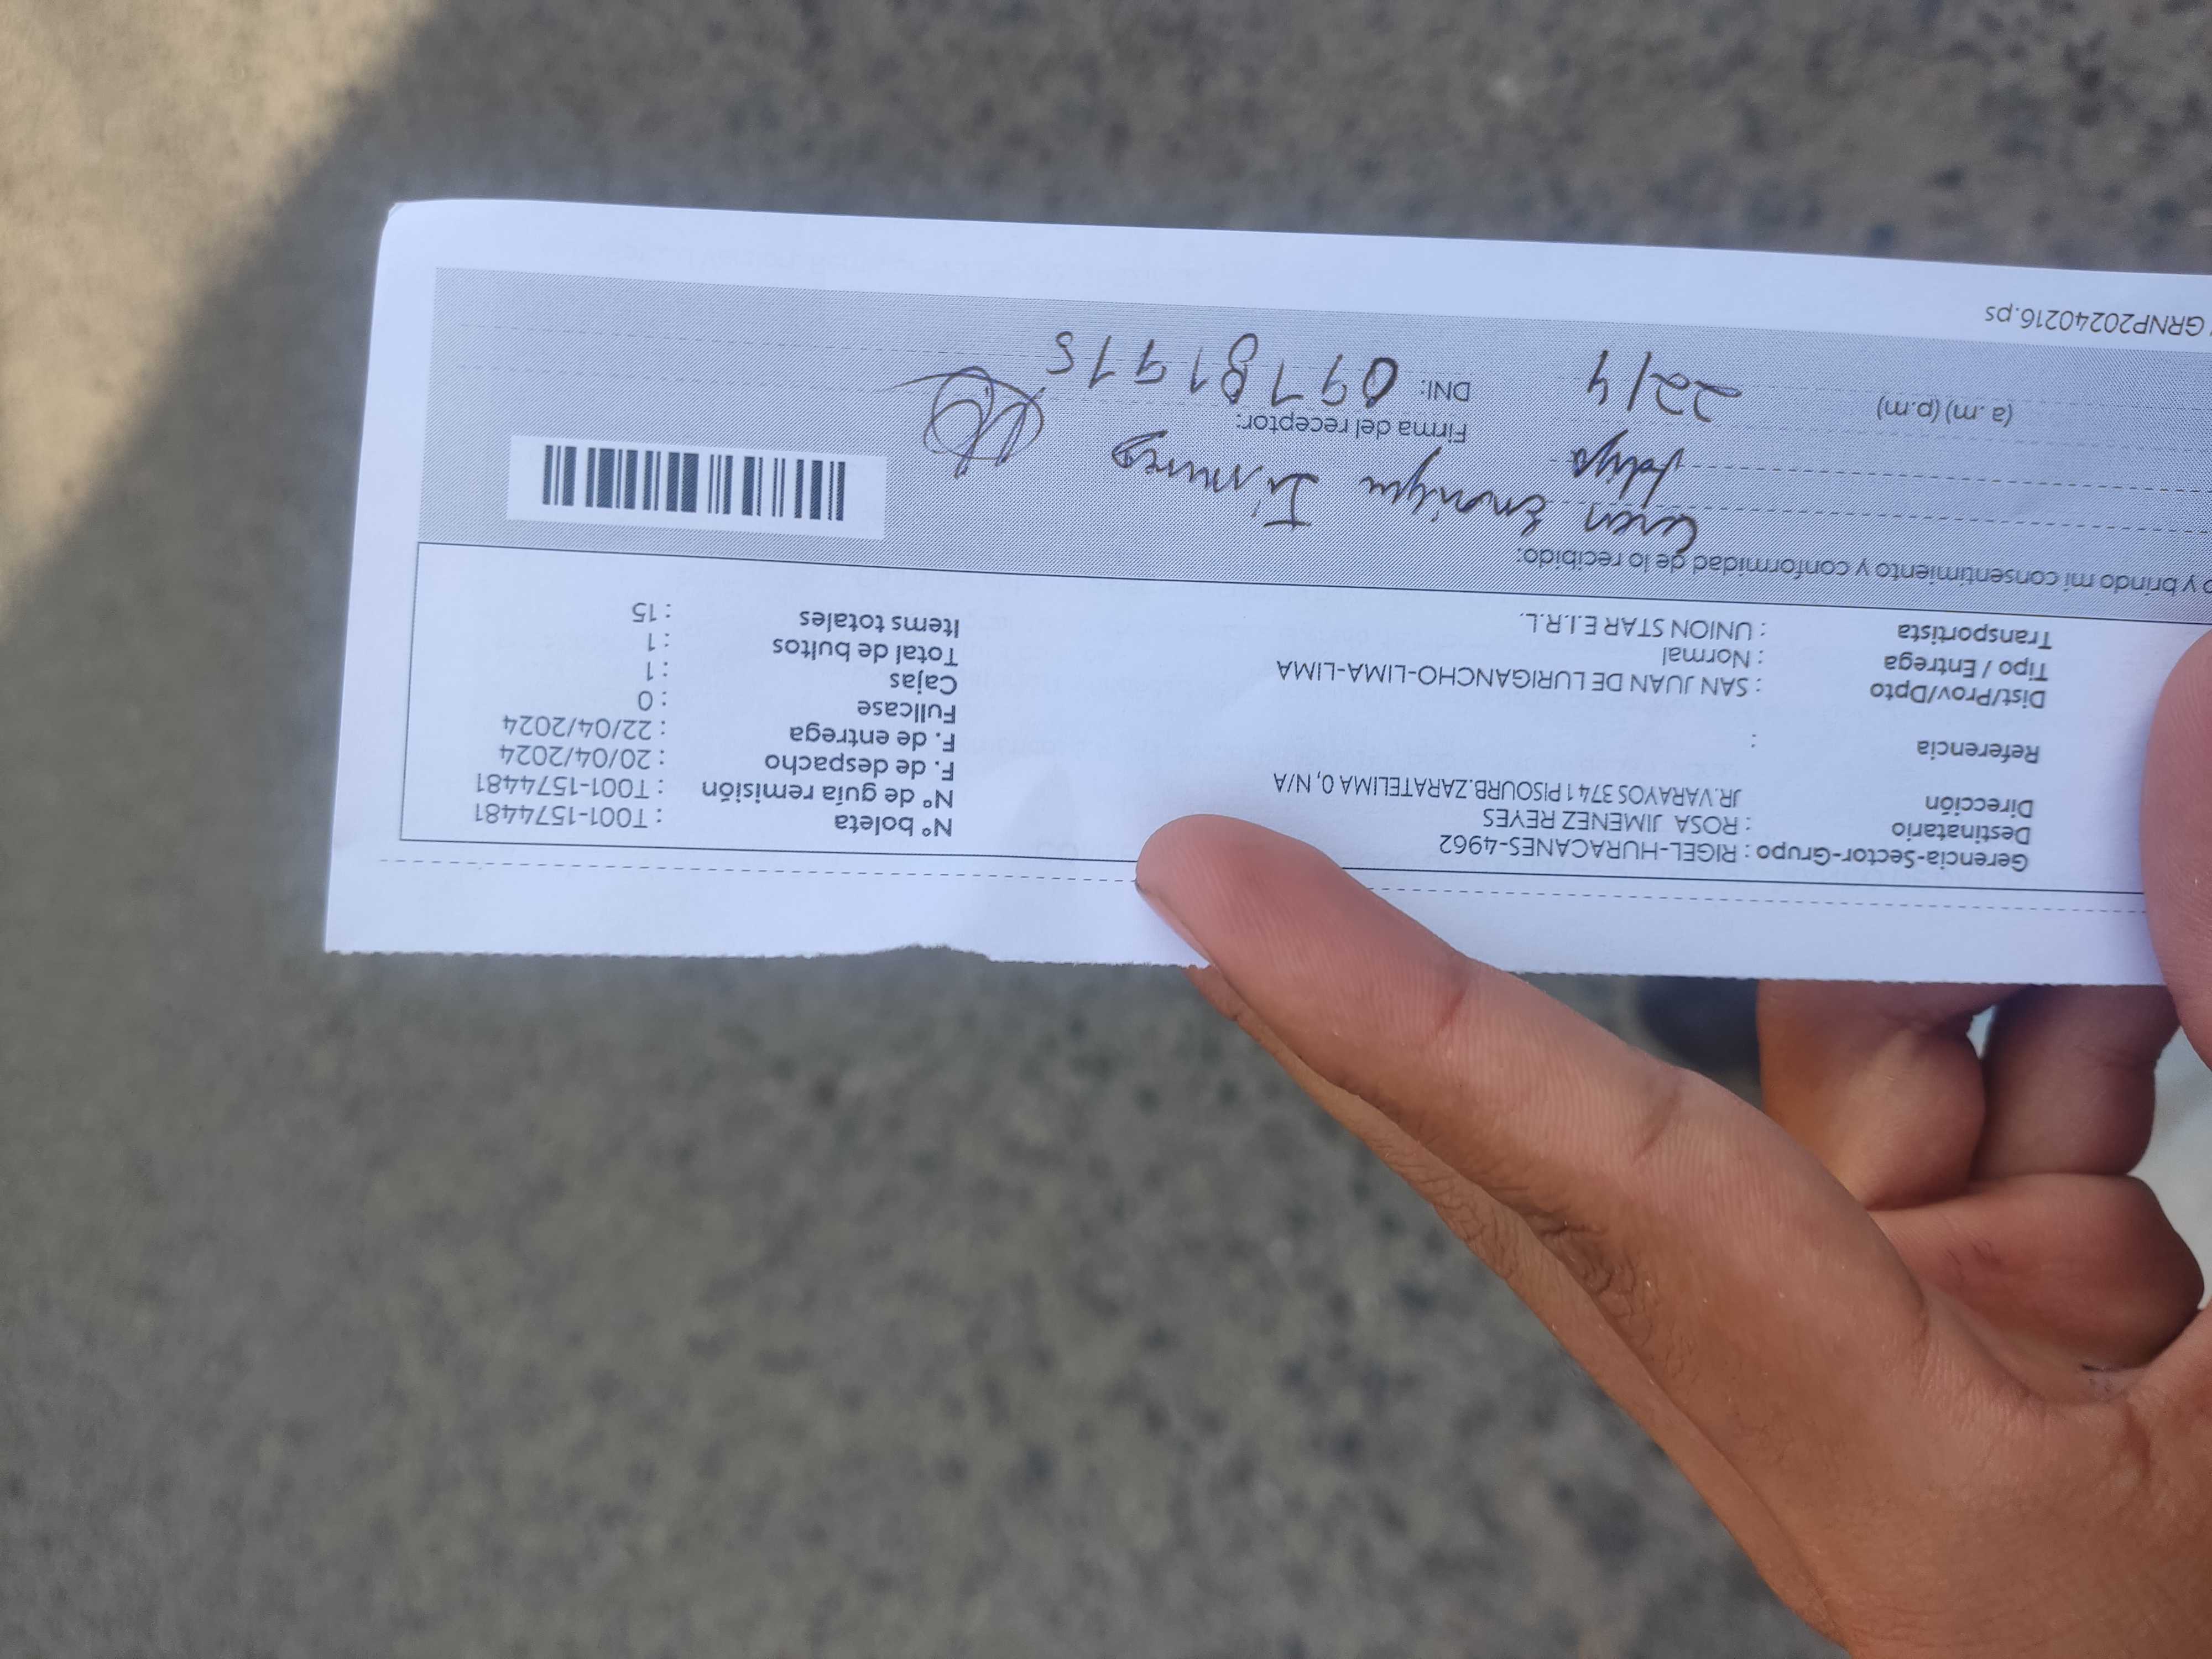 Gerencia-Sector-Grupo : RIGEL-HURACANES-4962
Destinatario : ROSA JIMENEZ REYES
Dirección JR.VARAYOS 374 1 PISOURB.ZARATELIMA 0, N/A
Referencia :
Dist/Prov/Dpto : SAN JUAN DE LURIGANCHO-LIMA-LIMA
Tipo / Entrega : Normal
Transportista : UNION STAR E.I.R.L.
Nº boleta : T001-1574481
Nº de guía remisión : T001-1574481
F. de despacho : 20/04/2024
F. de entrega : 22/04/2024
Fullcase : 0
Cajas : 1
Total de bultos : 1
Items totales : 15
y brindo mi consentimiento y conformidad de lo recibido:
Enrique
Firma del receptor:
(a .m) (p.m) 22/4 DNI:
GRNP20240216.ps